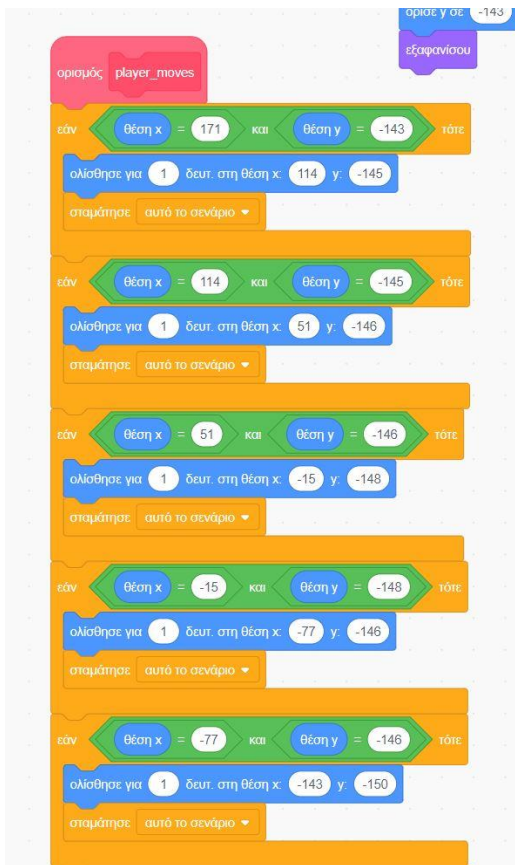 όρισε y σε -143
εξαφανίσου
ορισμός player_moves
εάν θέση x = 171 και θέση y = -143 τότε
ολίσθησε για 1 δευτ. στη θέση x: 114 y: -145
σταμάτησε αυτό το σενάριο
εάν θέση x = 114 και θέση y = -145 τότε
ολίσθησε για 1 δευτ. στη θέση x: 51 y: -146
σταμάτησε αυτό το σενάριο
εάν θέση x = 51 και θέση y = -146 τότε
ολίσθησε για 1 δευτ. στη θέση x: -15 y: -148
σταμάτησε αυτό το σενάριο
εάν θέση x = -15 και θέση y = -148 τότε
ολίσθησε για 1 δευτ. στη θέση x: -77 y: -146
σταμάτησε αυτό το σενάριο
εάν θέση x = -77 και θέση y = -146 τότε
ολίσθησε για 1 δευτ. στη θέση x: -143 y: -150
σταμάτησε αυτό το σενάριο